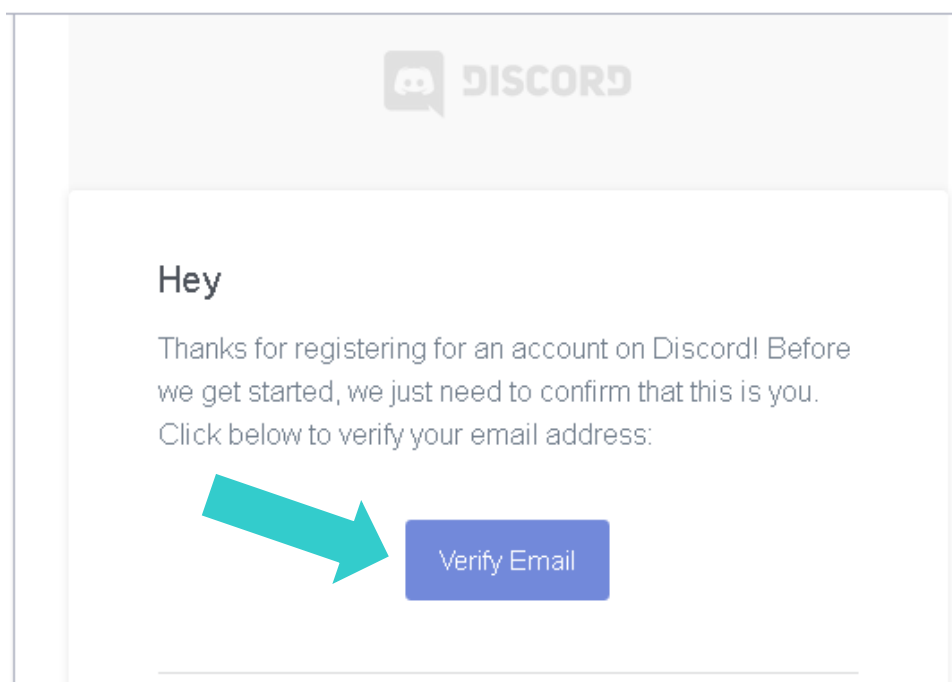 DISCORD
Hey
Thanks for registering for an account on Discord! Before
we get started, we just need to confirm that this is you.
Click below to verify your email address:
Verify Email